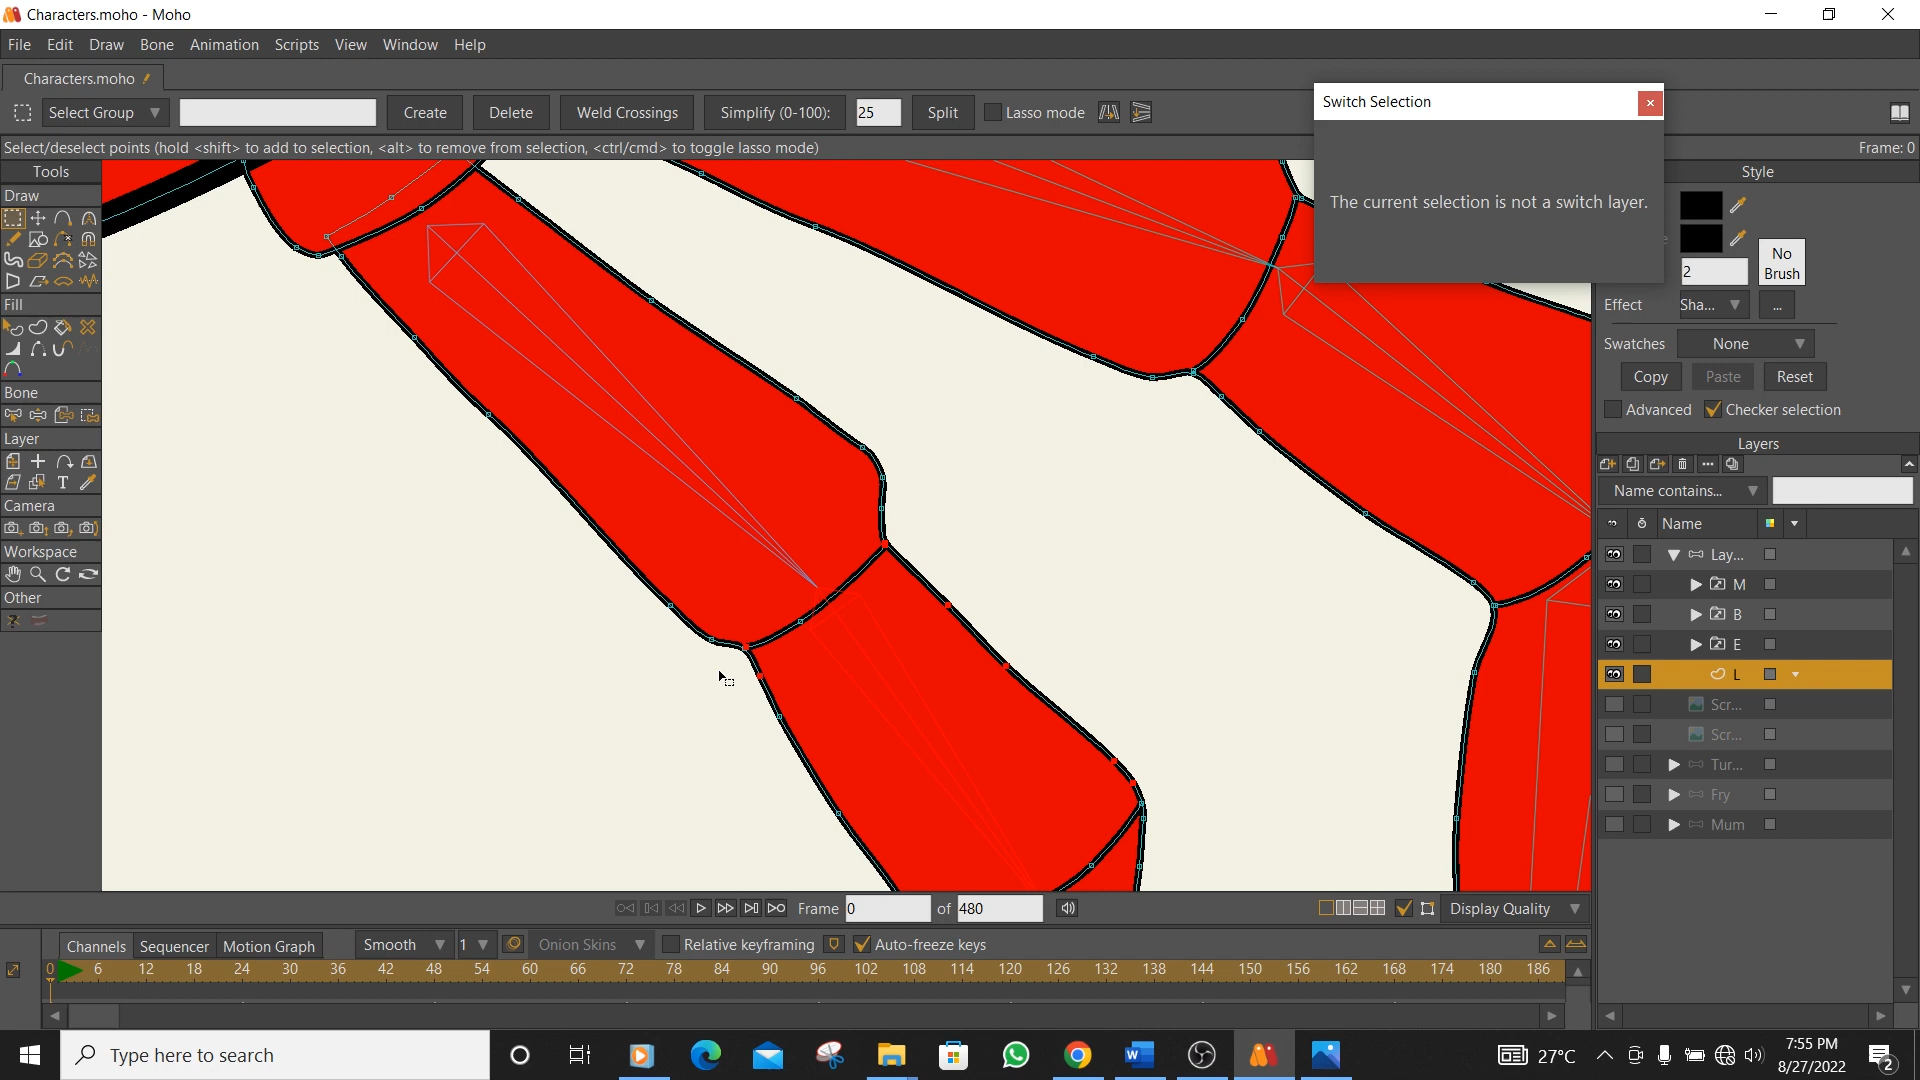 Characters.moho - Moho
File Edit Draw Bone Animation Scripts View Window Help
Characters.moho
Select Group Create Delete Weld Crossings Simplify (0-100): 25 Split Lasso mode
Switch Selection
The current selection is not a switch layer.
Select/deselect points (hold <shift> to add to selection, <alt> to remove from selection, <ctrl/cmd> to toggle lasso mode)
Frame: 0
Tools
Draw
Fill
Bone
Layer
Camera
Workspace
Other
Style
2
No
Brush
Effect Sha... ...
Swatches None
Copy Paste Reset
Advanced Checker selection
Layers
Name contains...
Name
Lay...
M
B
E
L
Scr...
Scr...
Tur...
Fry
Mum
Frame 0 of 480 Display Quality
Channels Sequencer Motion Graph Smooth 1 Onion Skins Relative keyframing Auto-freeze keys
0 6 12 18 24 30 36 42 48 54 60 66 72 78 84 90 96 102 108 114 120 126 132 138 144 150 156 162 168 174 180 186
Type here to search
27°C
7:55 PM
8/27/2022
2